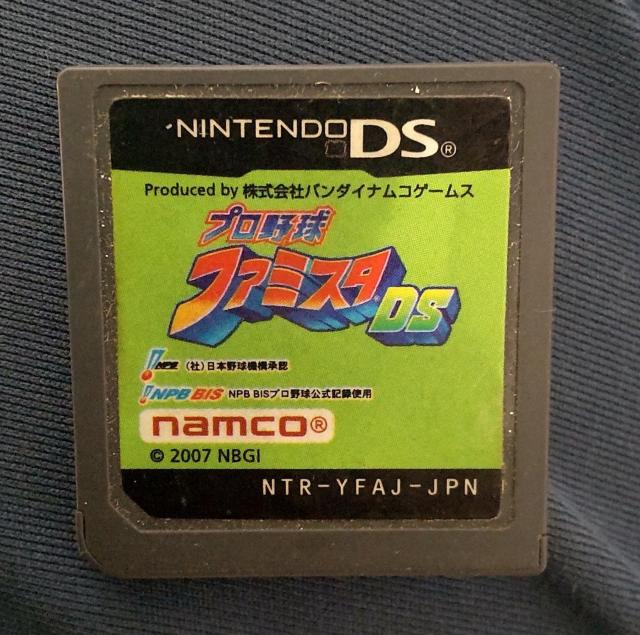 NINTENDODS®
Produced by 株式会社バンダイナムコゲームス
プロ野球
ファミスタDS
NPB (社)日本野球機構承認
NPB BIS NPB BISプロ野球公式記録使用
namco®
© 2007 NBGI
NTR-YFAJ-JPN